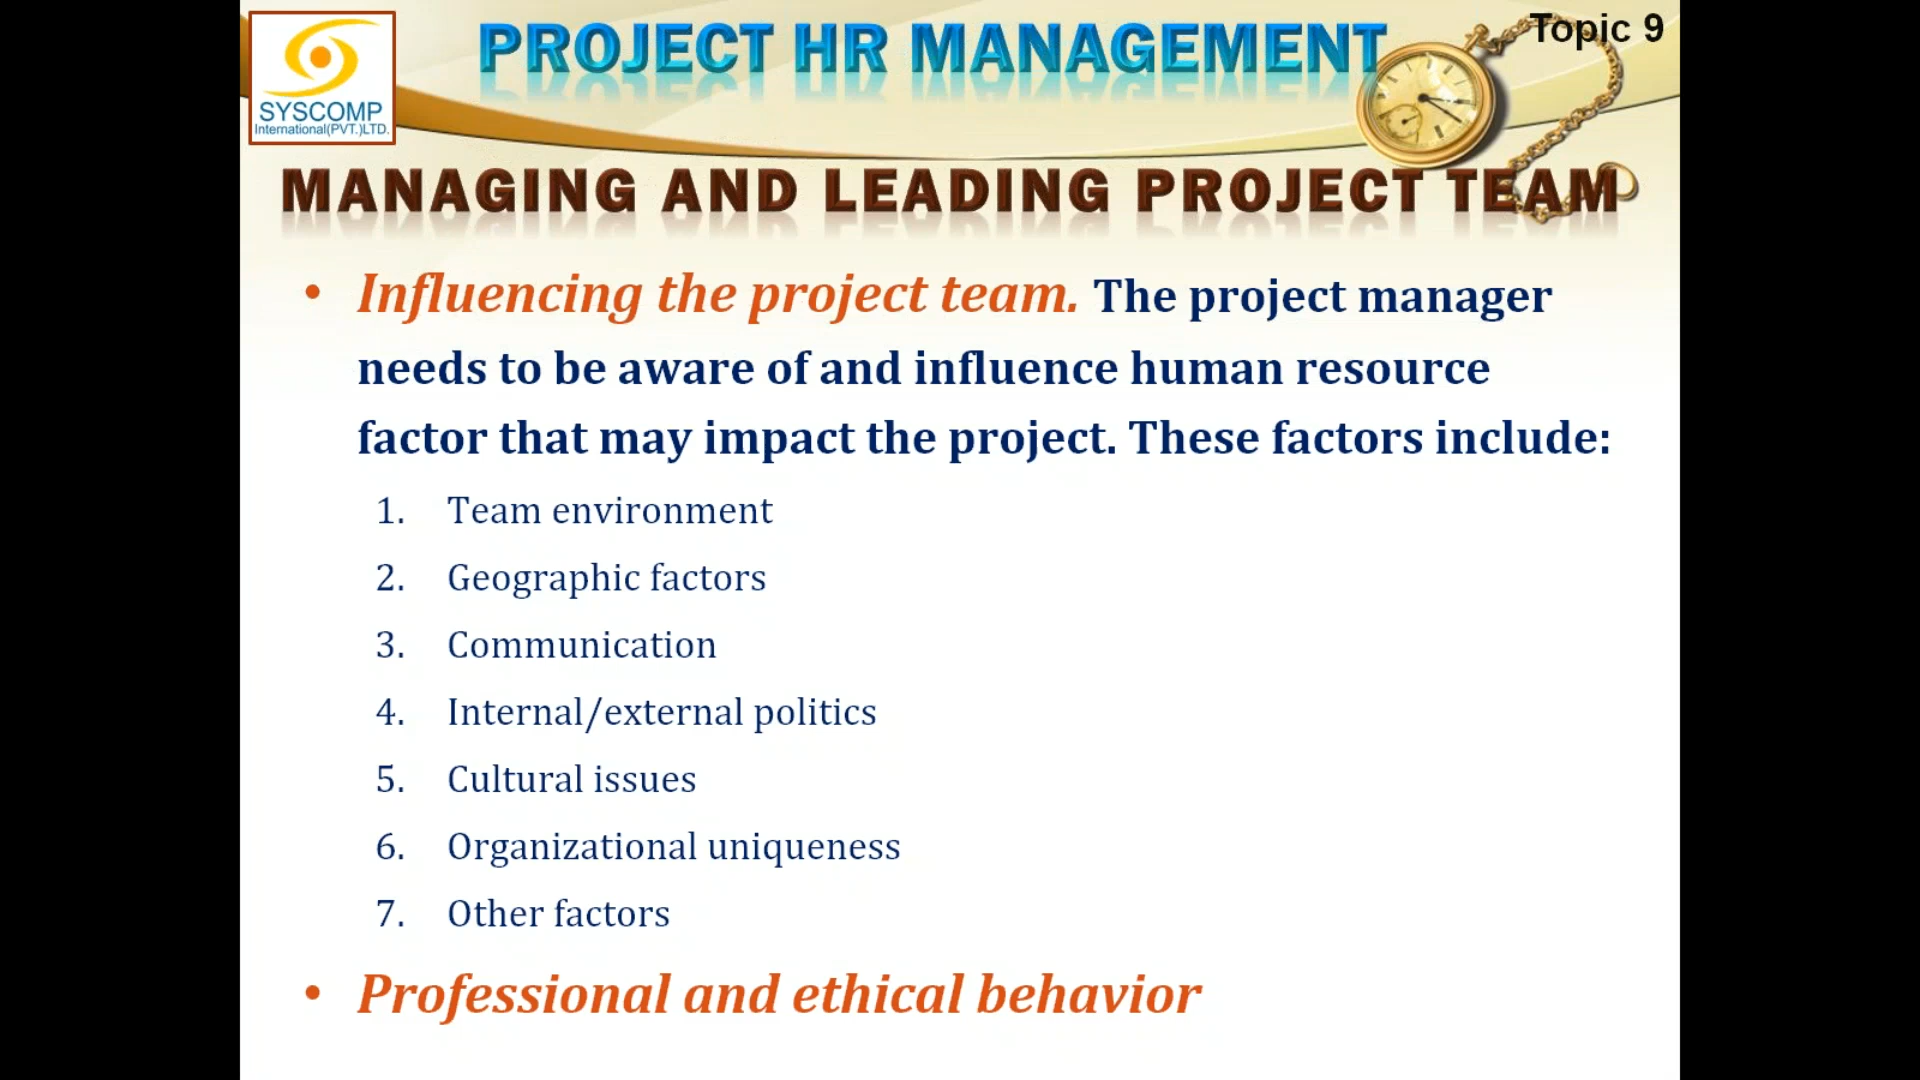 SYSCOMP
International(PVT.)LTD.
PROJECT HR MANAGEMENT
Topic 9
MANAGING AND LEADING PROJECT TEAM
• Influencing the project team. The project manager
needs to be aware of and influence human resource
factor that may impact the project. These factors include:
1. Team environment
2. Geographic factors
3. Communication
4. Internal/external politics
5. Cultural issues
6. Organizational uniqueness
7. Other factors
• Professional and ethical behavior